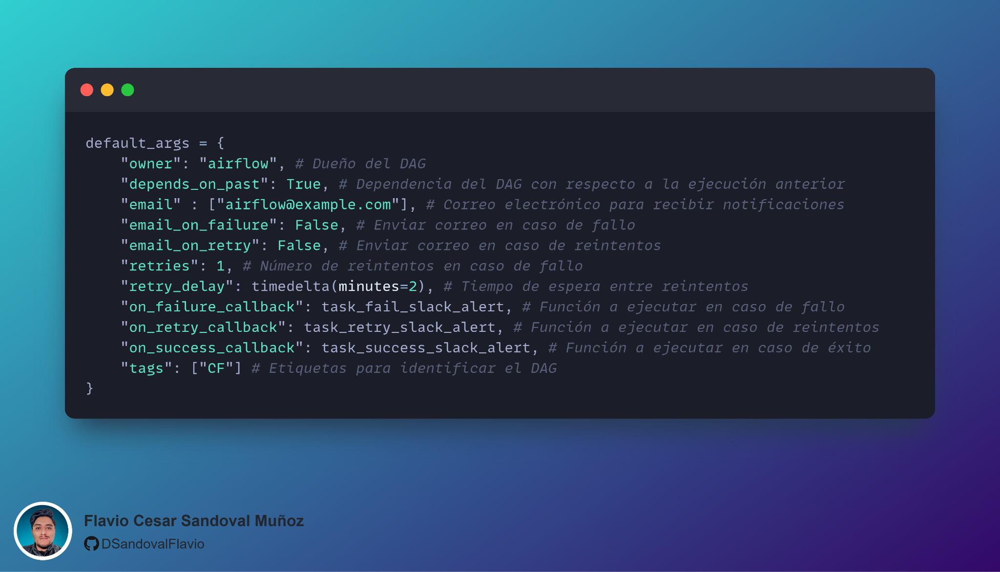 default_args = {
    "owner": "airflow", # Dueño del DAG
    "depends_on_past": True, # Dependencia del DAG con respecto a la ejecución anterior
    "email" : ["airflow@example.com"], # Correo electrónico para recibir notificaciones
    "email_on_failure": False, # Enviar correo en caso de fallo
    "email_on_retry": False, # Enviar correo en caso de reintentos
    "retries": 1, # Número de reintentos en caso de fallo
    "retry_delay": timedelta(minutes=2), # Tiempo de espera entre reintentos
    "on_failure_callback": task_fail_slack_alert, # Función a ejecutar en caso de fallo
    "on_retry_callback": task_retry_slack_alert, # Función a ejecutar en caso de reintentos
    "on_success_callback": task_success_slack_alert, # Función a ejecutar en caso de éxito
    "tags": ["CF"] # Etiquetas para identificar el DAG
}
Flavio Cesar Sandoval Muñoz
DSandovalFlavio